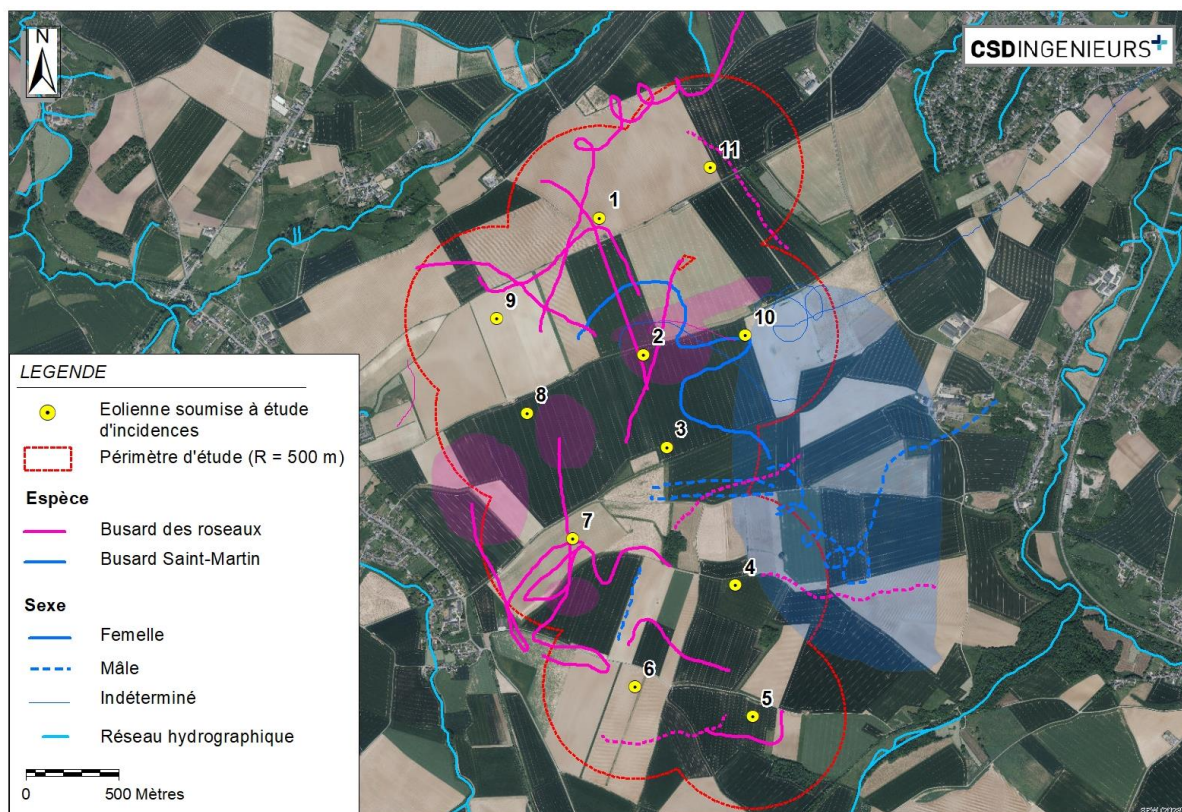 N
CSDINGENIEURS+
11
1
9
10
2
8
3
7
4
6
5
LEGENDE
Eolienne soumise à étude
d'incidences
Périmètre d'étude (R = 500 m)
Espèce
Busard des roseaux
Busard Saint-Martin
Sexe
Femelle
Mâle
Indéterminé
Réseau hydrographique
0 500 Mètres